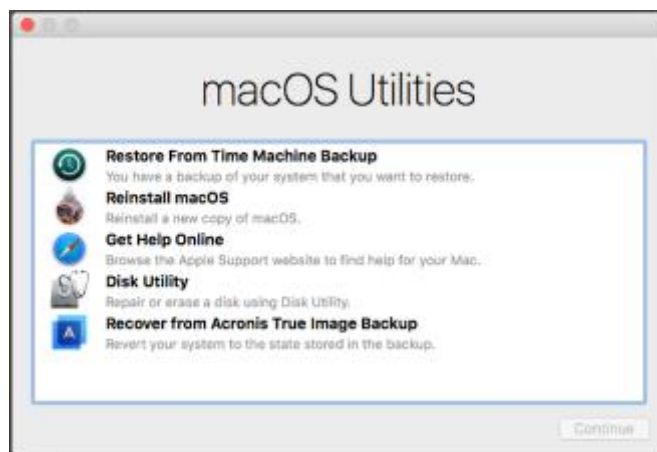 macOS Utilities
Restore From Time Machine Backup
You have a backup of your system that you want to restore.
Reinstall macOS
Reinstall a new copy of macOS.
Get Help Online
Browse the Apple Support website to find help for your Mac.
Disk Utility
Repair or erase a disk using Disk Utility.
Recover from Acronis True Image Backup
Revert your system to the state stored in the backup.
Continue